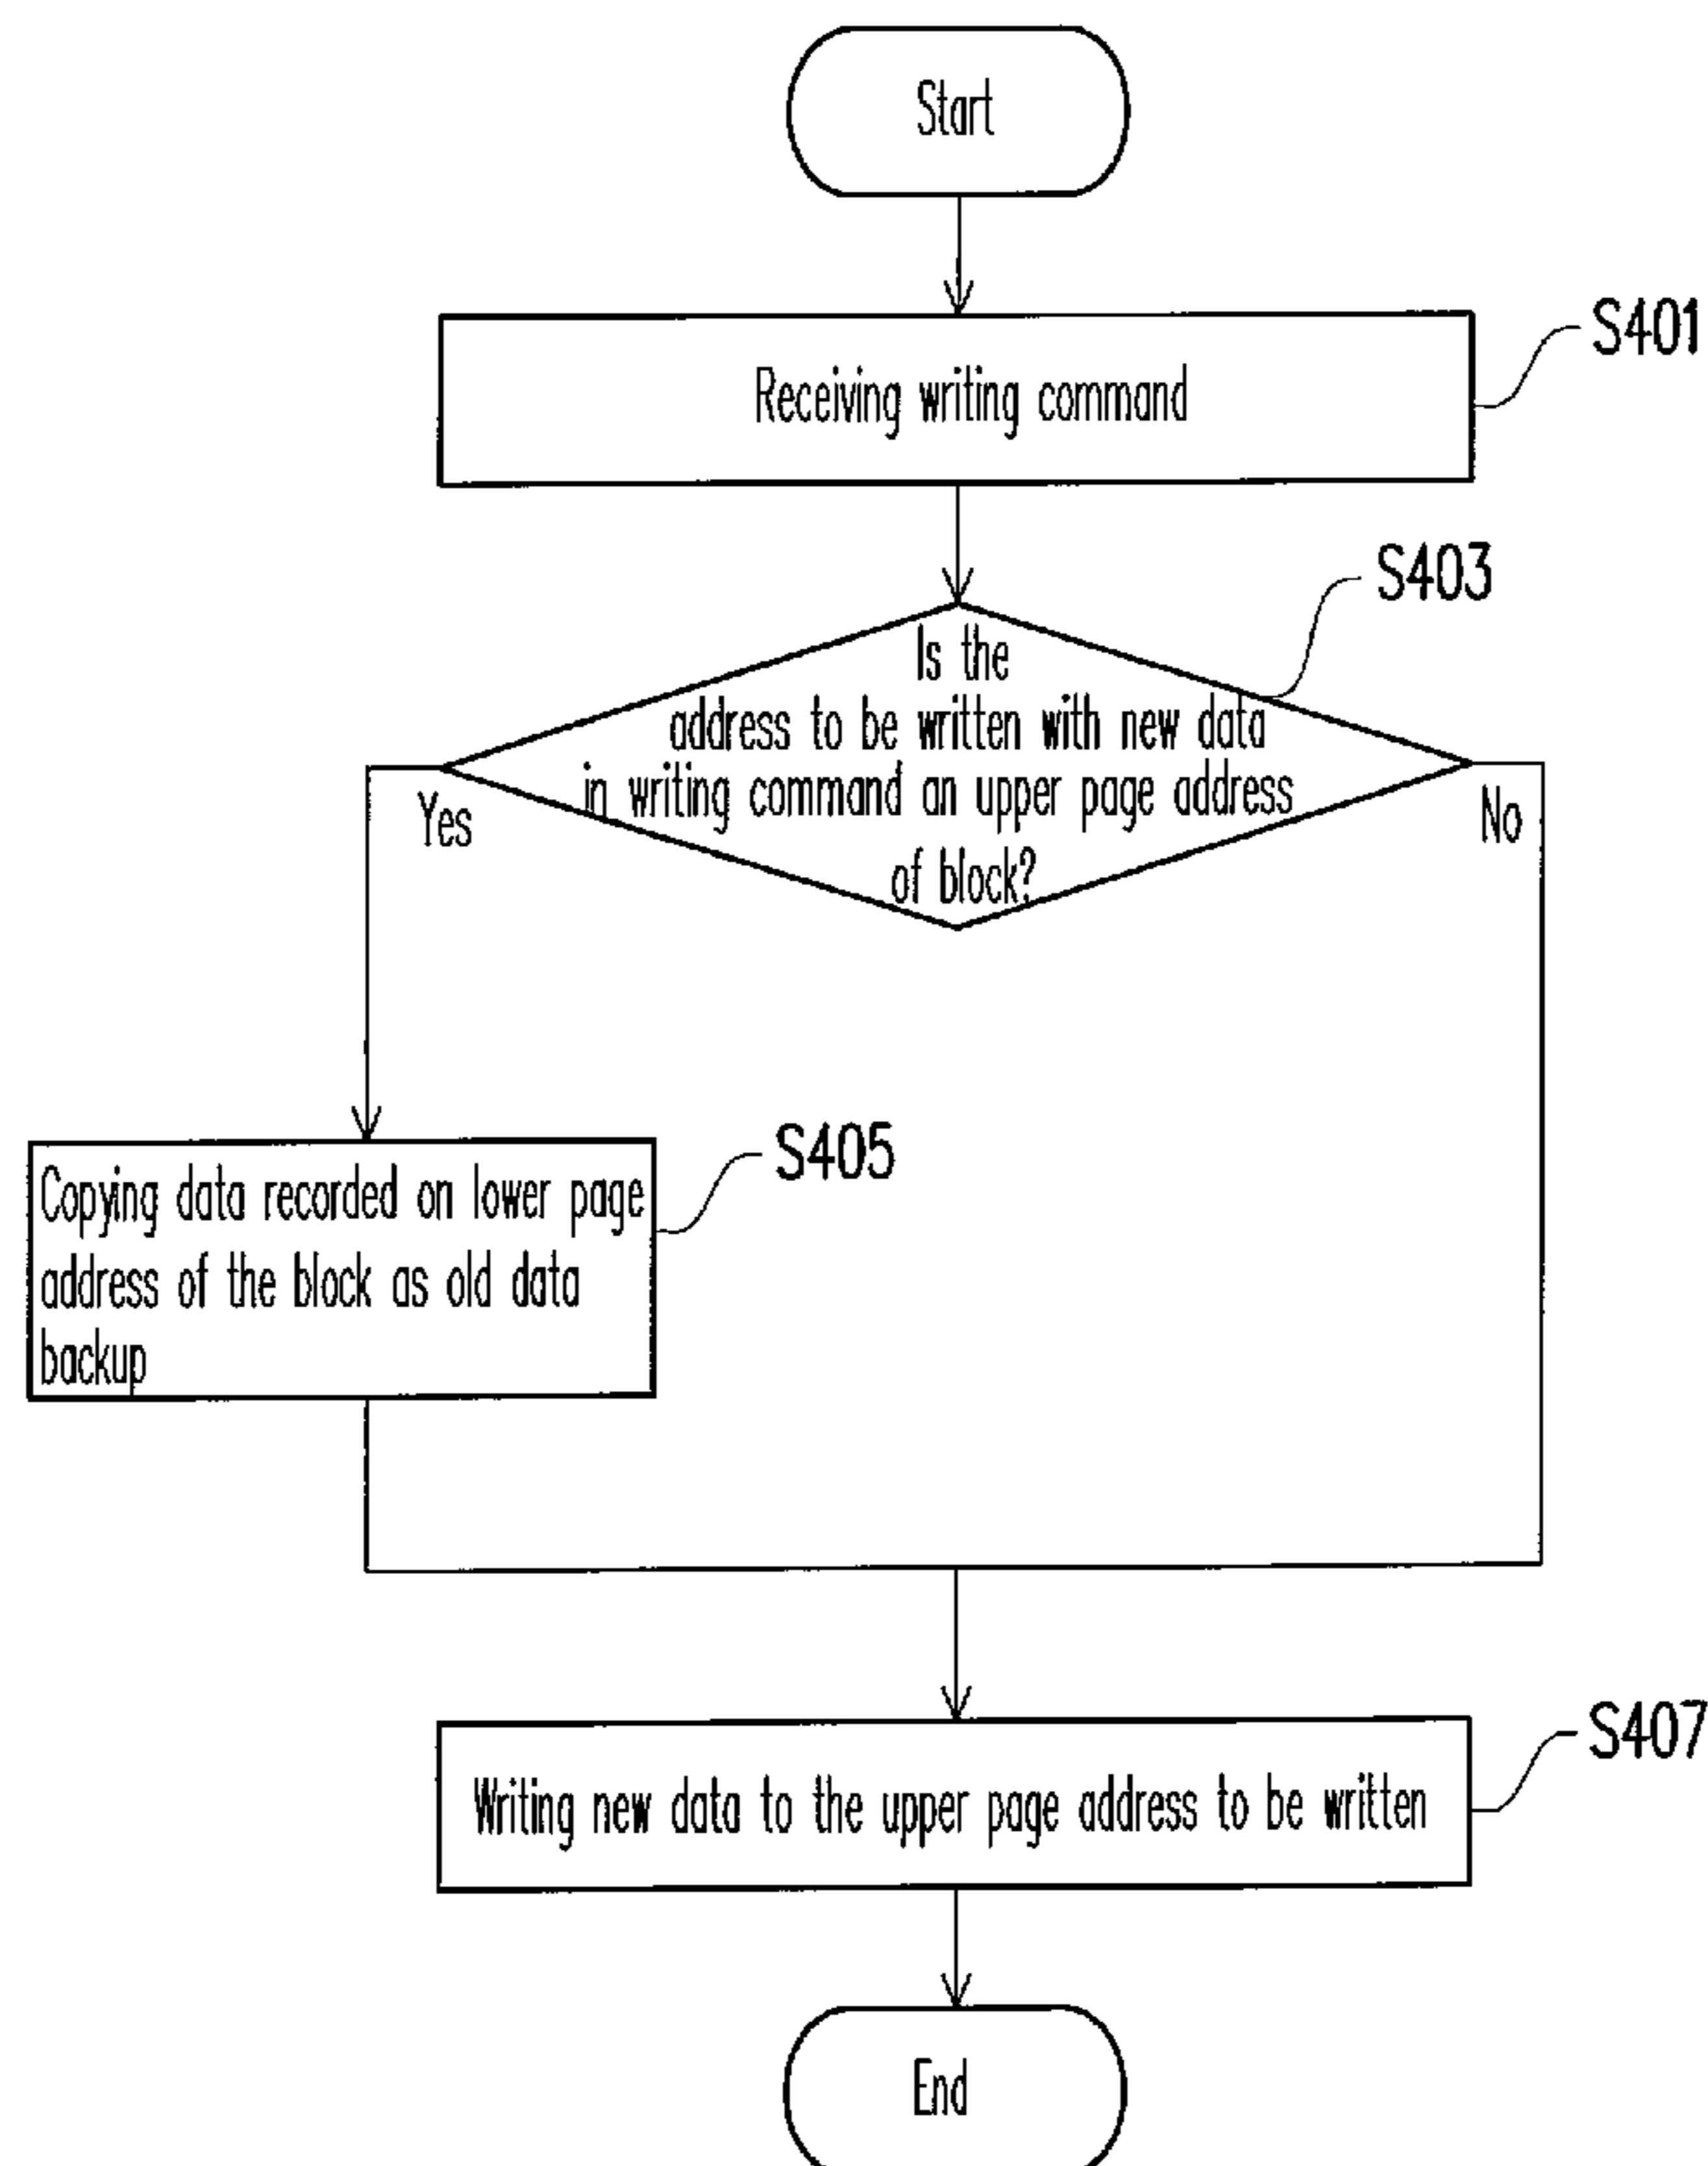 Start
Receiving writing command
S401
S403
Is the
address to be written with new data
in writing command an upper page address
of block?
Yes
No
S405
Copying data recorded on lower page
address of the block as old data
backup
S407
Writing new data to the upper page address to be written
End